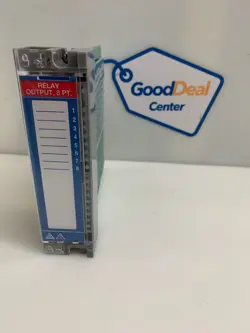 RELAY
OUTPUT, 8 PT.
1
2
3
4
5
6
7
8
GoodDeal
Center